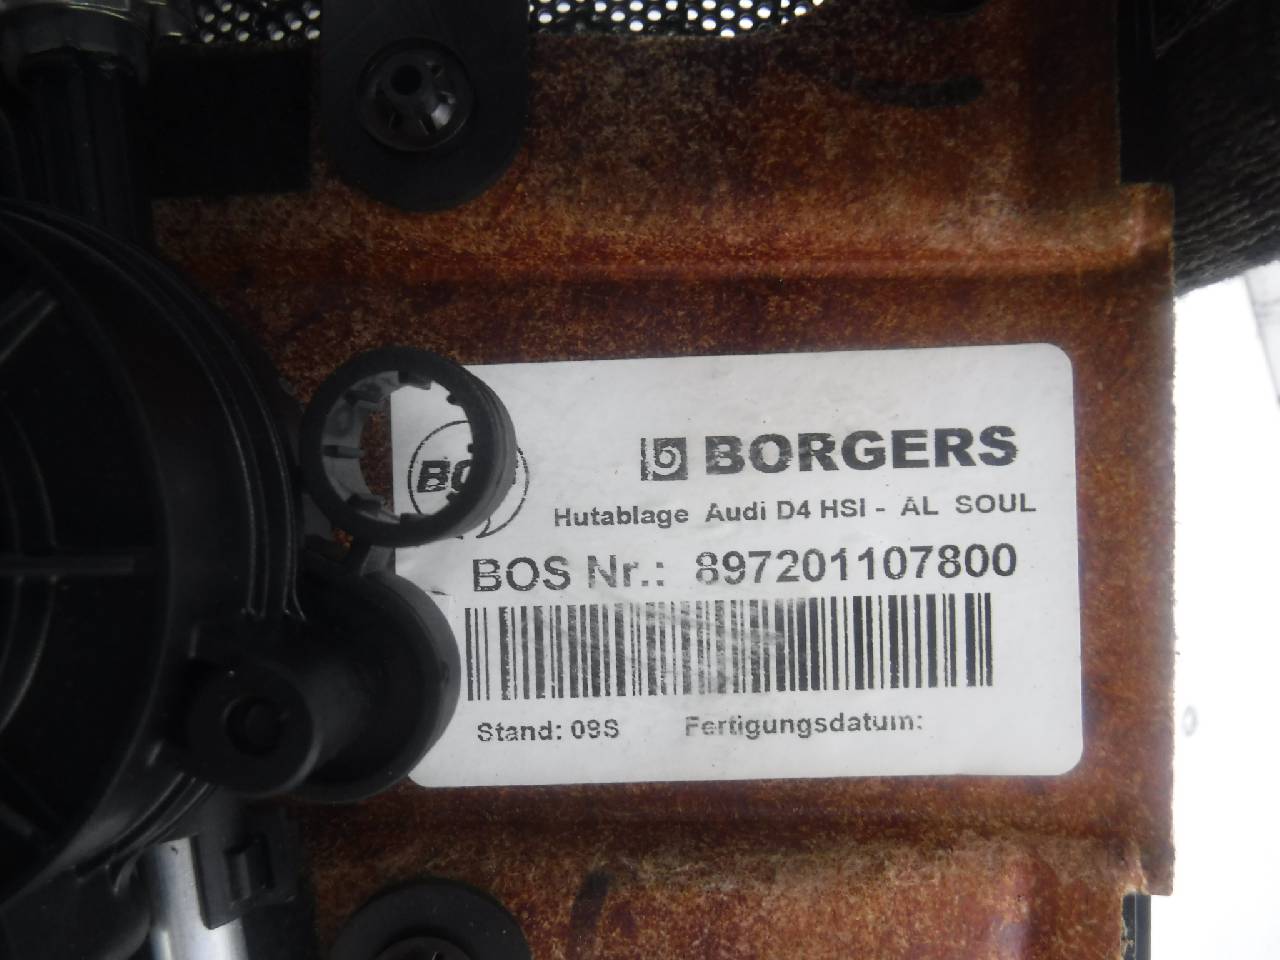 BORGERS
Hutablage Audi D4 HSI - AL SOUL
BOS Nr.: 897201107800
Stand: 09S Fertigungsdatum: